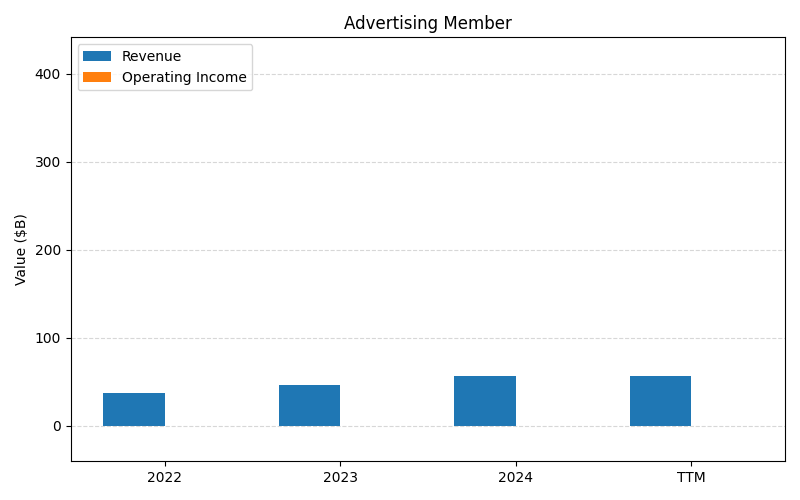 Advertising Member
Revenue
Operating Income
Value ($B)
400
300
200
100
0
2022 2023 2024 TTM